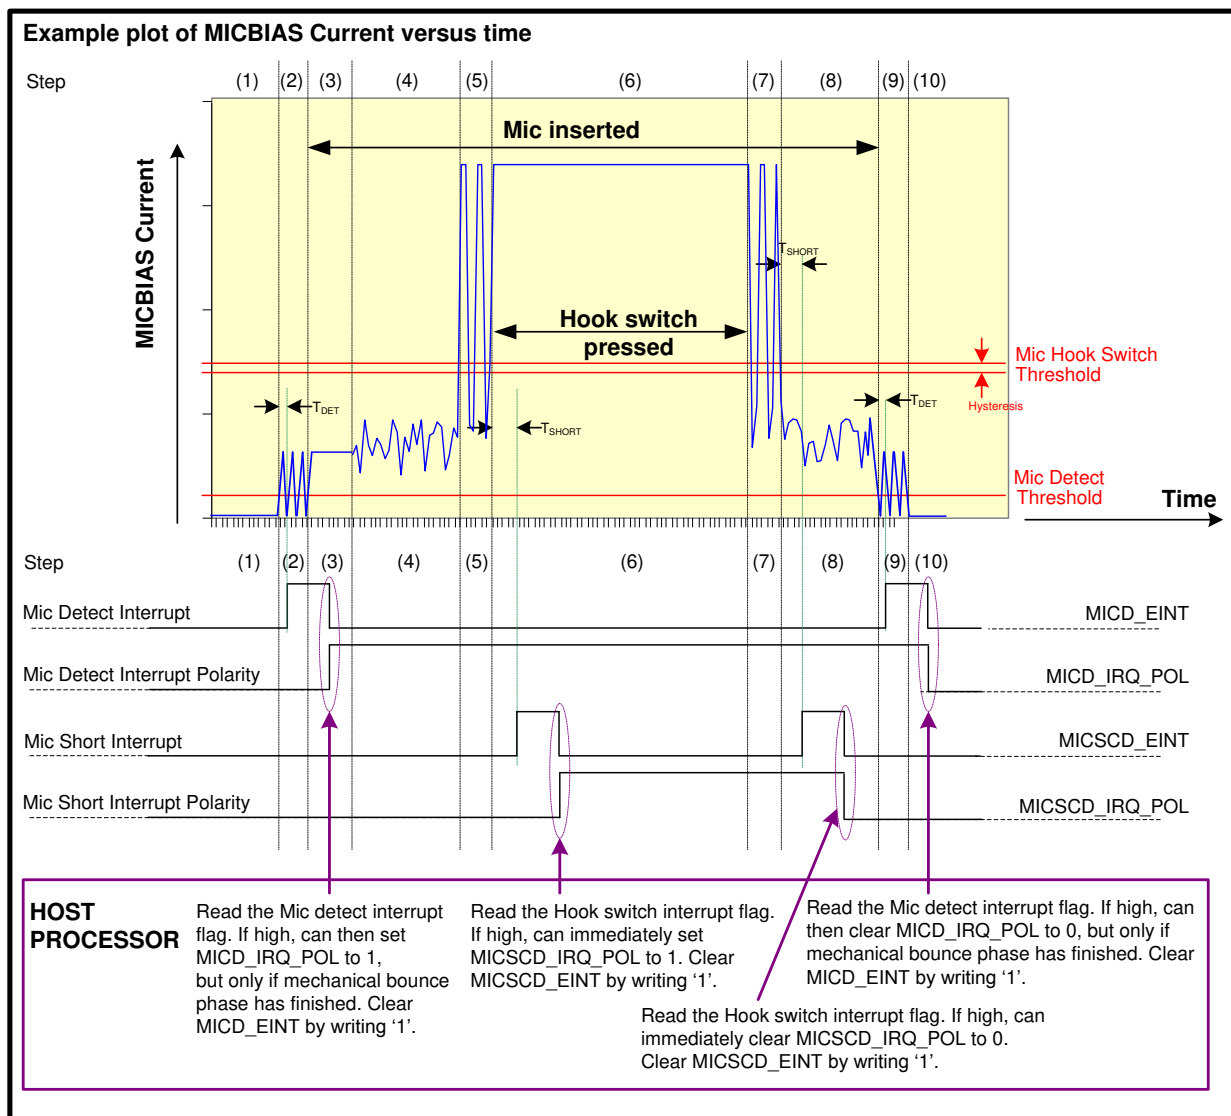 Example plot of MICBIAS Current versus time
Step
(1) (2) (3) (4) (5) (6) (7) (8) (9) (10)
Mic inserted
MICBIAS Current
TSHORT
Hook switch
pressed
Mic Hook Switch
Threshold
Hysteresis
TDET
TSHORT
TDET
Mic Detect
Threshold
Time
Step
(1) (2) (3) (4) (5) (6) (7) (8) (9) (10)
Mic Detect Interrupt
MICD_EINT
Mic Detect Interrupt Polarity
MICD_IRQ_POL
Mic Short Interrupt
MICSCD_EINT
Mic Short Interrupt Polarity
MICSCD_IRQ_POL
HOST
PROCESSOR
Read the Mic detect interrupt
flag. If high, can then set
MICD_IRQ_POL to 1,
but only if mechanical bounce
phase has finished. Clear
MICD_EINT by writing ‘1’.
Read the Hook switch interrupt flag.
If high, can immediately set
MICSCD_IRQ_POL to 1. Clear
MICSCD_EINT by writing ‘1’.
Read the Mic detect interrupt flag. If high, can
then clear MICD_IRQ_POL to 0, but only if
mechanical bounce phase has finished. Clear
MICD_EINT by writing ‘1’.
Read the Hook switch interrupt flag. If high, can
immediately clear MICSCD_IRQ_POL to 0.
Clear MICSCD_EINT by writing ‘1’.